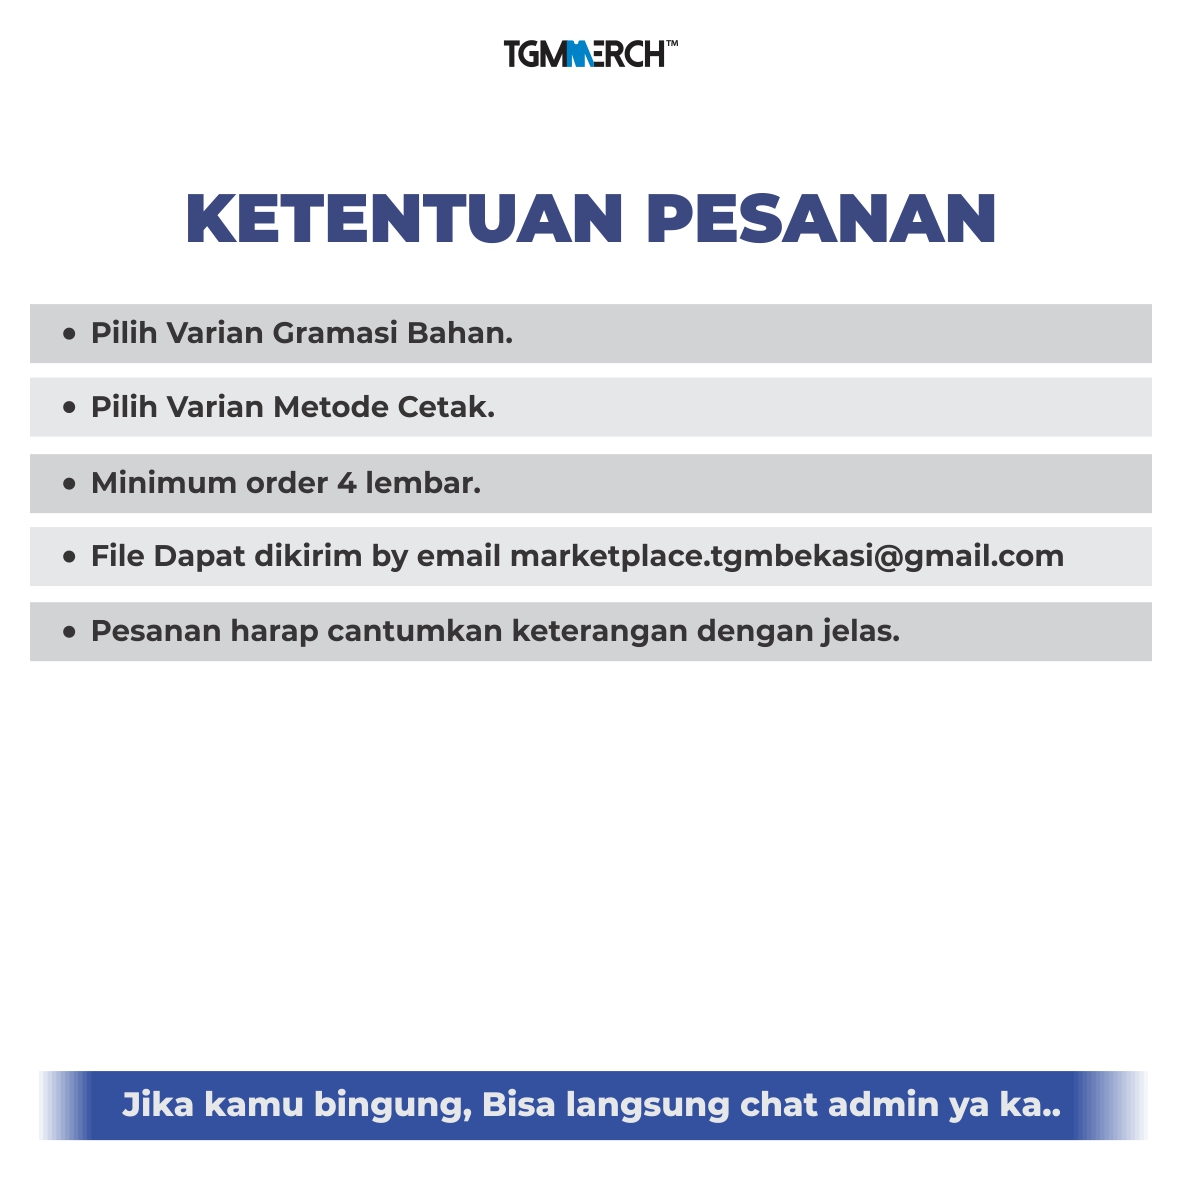 TGMMERCH™
KETENTUAN PESANAN
• Pilih Varian Gramasi Bahan.
• Pilih Varian Metode Cetak.
• Minimum order 4 lembar.
• File Dapat dikirim by email marketplace.tgmbekasi@gmail.com
• Pesanan harap cantumkan keterangan dengan jelas.
Jika kamu bingung, Bisa langsung chat admin ya ka..